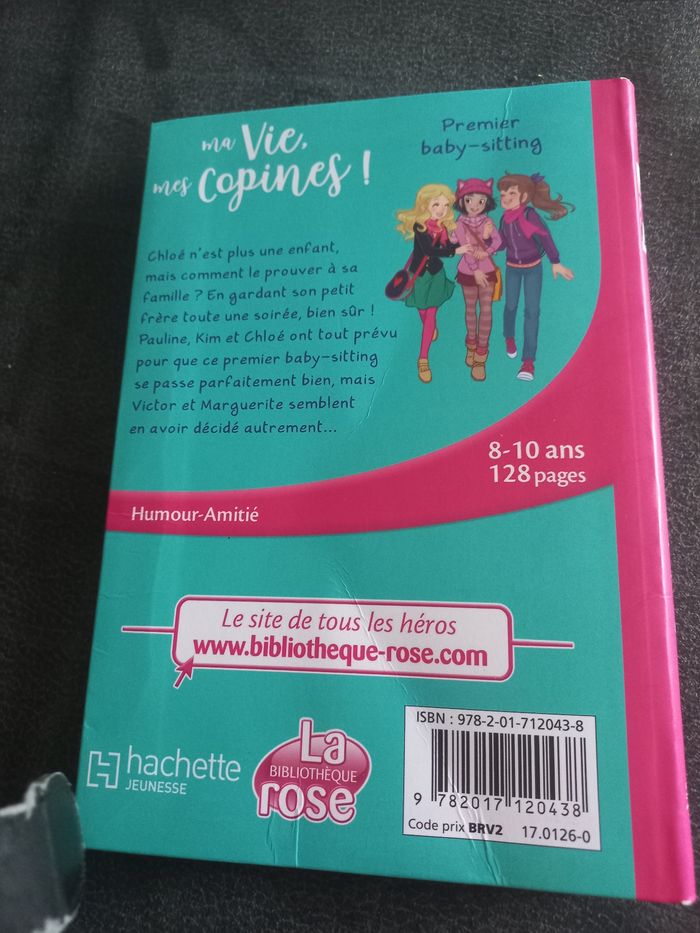 ma Vie,
mes Copines !
Premier
baby-sitting
Chloé n'est plus une enfant,
mais comment le prouver à sa
famille ? En gardant son petit
frère toute une soirée, bien sûr !
Pauline, Kim et Chloé ont tout prévu
pour que ce premier baby-sitting
se passe parfaitement bien, mais
Victor et Marguerite semblent
en avoir décidé autrement...
8-10 ans
128 pages
Humour-Amitié
Le site de tous les héros
www.bibliotheque-rose.com
hachette
JEUNESSE
La
BIBLIOTHÈQUE
rose
ISBN : 978-2-01-712043-8
9 782017 120438
Code prix BRV2 17.0126-0